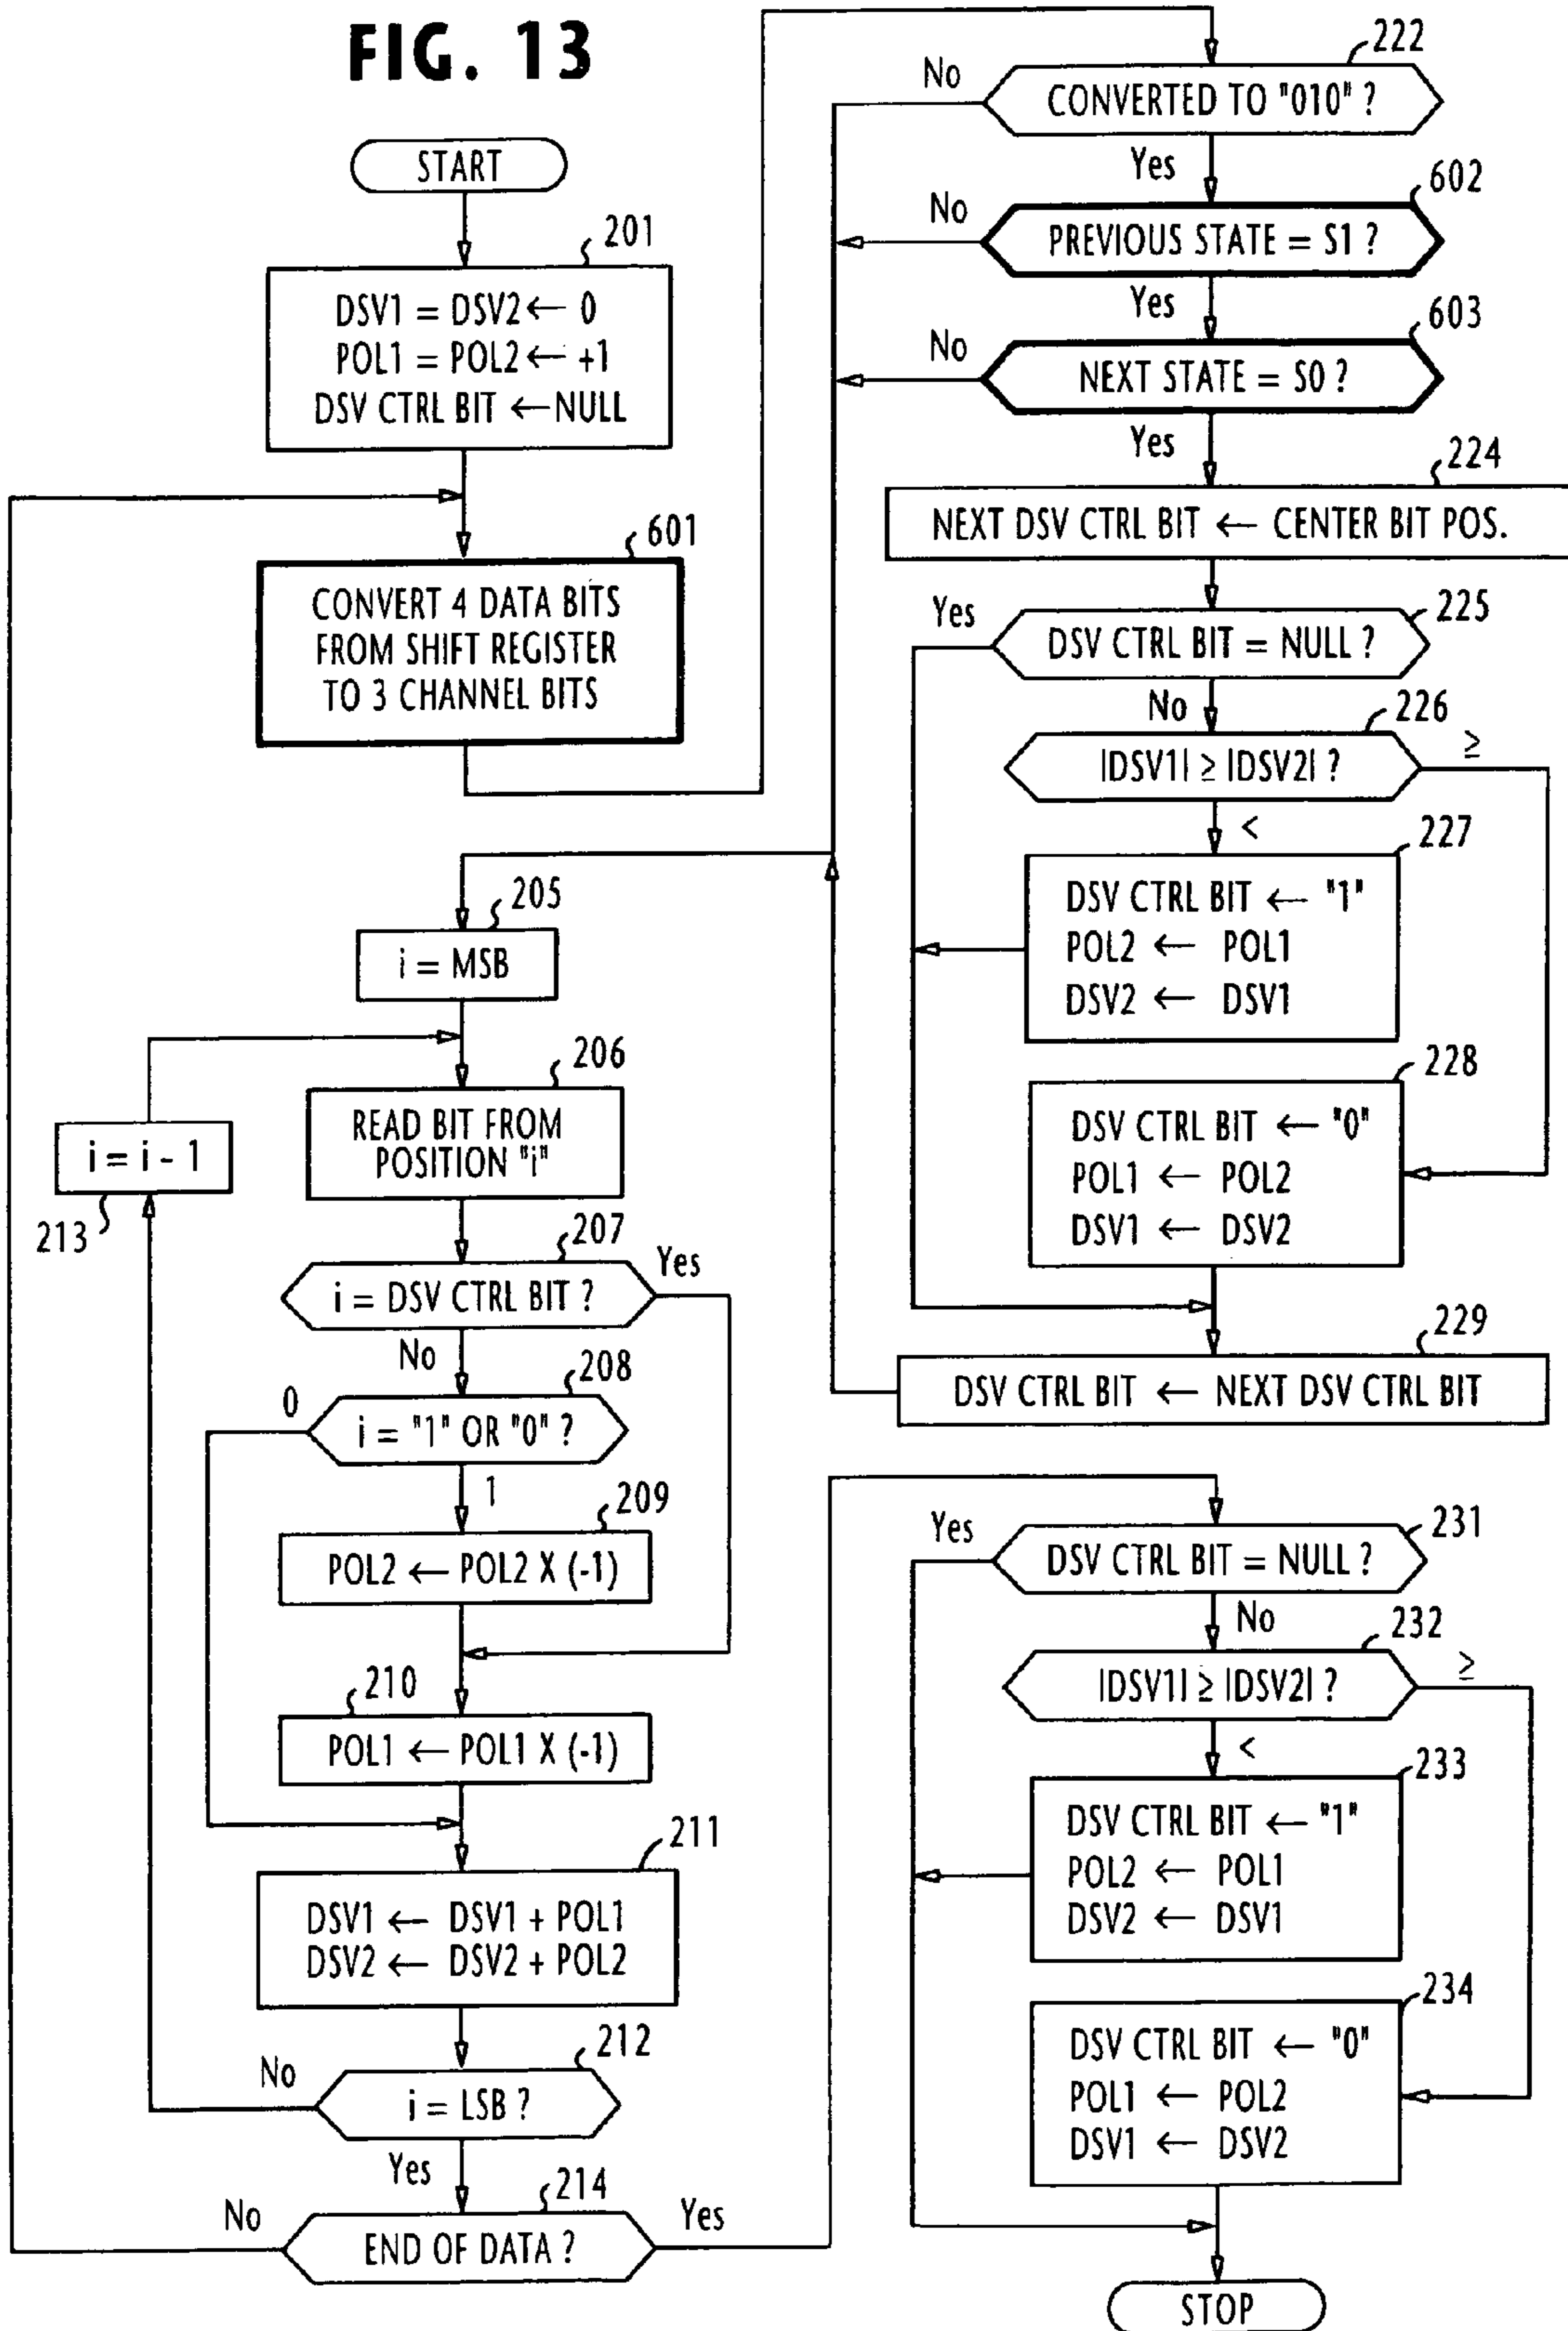 FIG. 13
START
201
DSV1 = DSV2 ← 0
POL1 = POL2 ← +1
DSV CTRL BIT ← NULL
601
CONVERT 4 DATA BITS
FROM SHIFT REGISTER
TO 3 CHANNEL BITS
205
i = MSB
206
READ BIT FROM
POSITION "i"
i = i - 1
213
207
i = DSV CTRL BIT ?
Yes
No
208
0
i = "1" OR "0" ?
1
209
POL2 ← POL2 X (-1)
210
POL1 ← POL1 X (-1)
211
DSV1 ← DSV1 + POL1
DSV2 ← DSV2 + POL2
212
No
i = LSB ?
Yes
214
No
END OF DATA ?
Yes
222
No
CONVERTED TO "010" ?
Yes
602
No
PREVIOUS STATE = S1 ?
Yes
603
No
NEXT STATE = S0 ?
Yes
224
NEXT DSV CTRL BIT ← CENTER BIT POS.
225
Yes
DSV CTRL BIT = NULL ?
No
226
|DSV1| ≥ |DSV2| ?
≥
<
227
DSV CTRL BIT ← "1"
POL2 ← POL1
DSV2 ← DSV1
228
DSV CTRL BIT ← "0"
POL1 ← POL2
DSV1 ← DSV2
229
DSV CTRL BIT ← NEXT DSV CTRL BIT
231
Yes
DSV CTRL BIT = NULL ?
No
232
|DSV1| ≥ |DSV2| ?
≥
<
233
DSV CTRL BIT ← "1"
POL2 ← POL1
DSV2 ← DSV1
234
DSV CTRL BIT ← "0"
POL1 ← POL2
DSV1 ← DSV2
STOP